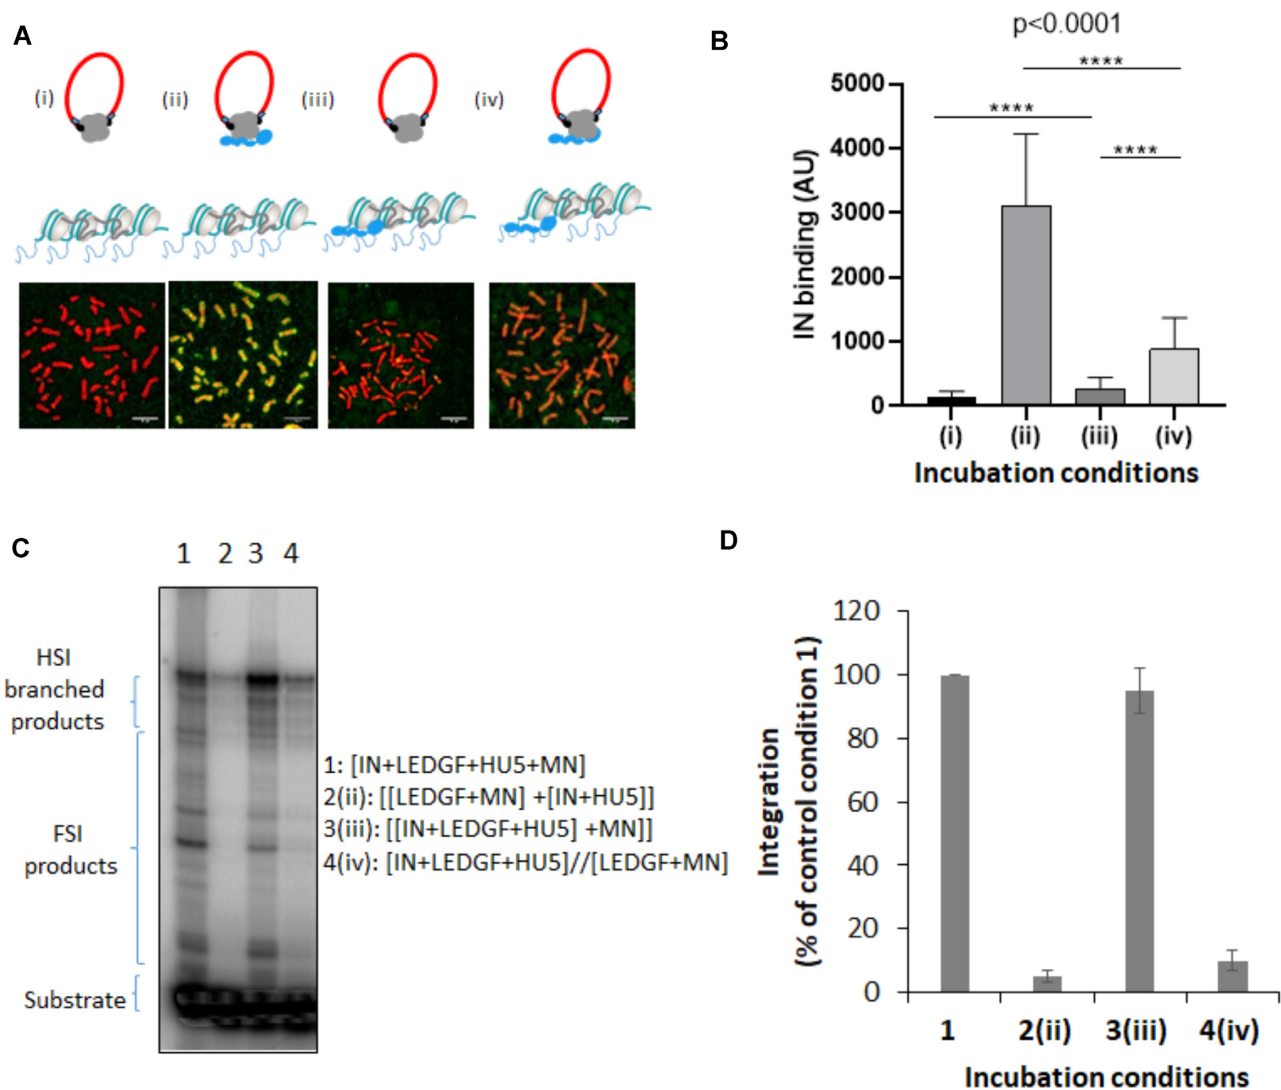 A
(i)
(ii)
(iii)
(iv)
B
p<0.0001
****
****
****
IN binding (AU)
5000
4000
3000
2000
1000
0
(i)
(ii)
(iii)
(iv)
Incubation conditions
C
1 2 3 4
HSI
branched
products
FSI
products
Substrate
1: [IN+LEDGF+HU5+MN]
2(ii): [[LEDGF+MN] +[IN+HU5]]
3(iii): [[IN+LEDGF+HU5] +MN]]
4(iv): [IN+LEDGF+HU5]//[LEDGF+MN]
D
Integration
(% of control condition 1)
120
100
80
60
40
20
0
1
2(ii)
3(iii)
4(iv)
Incubation conditions